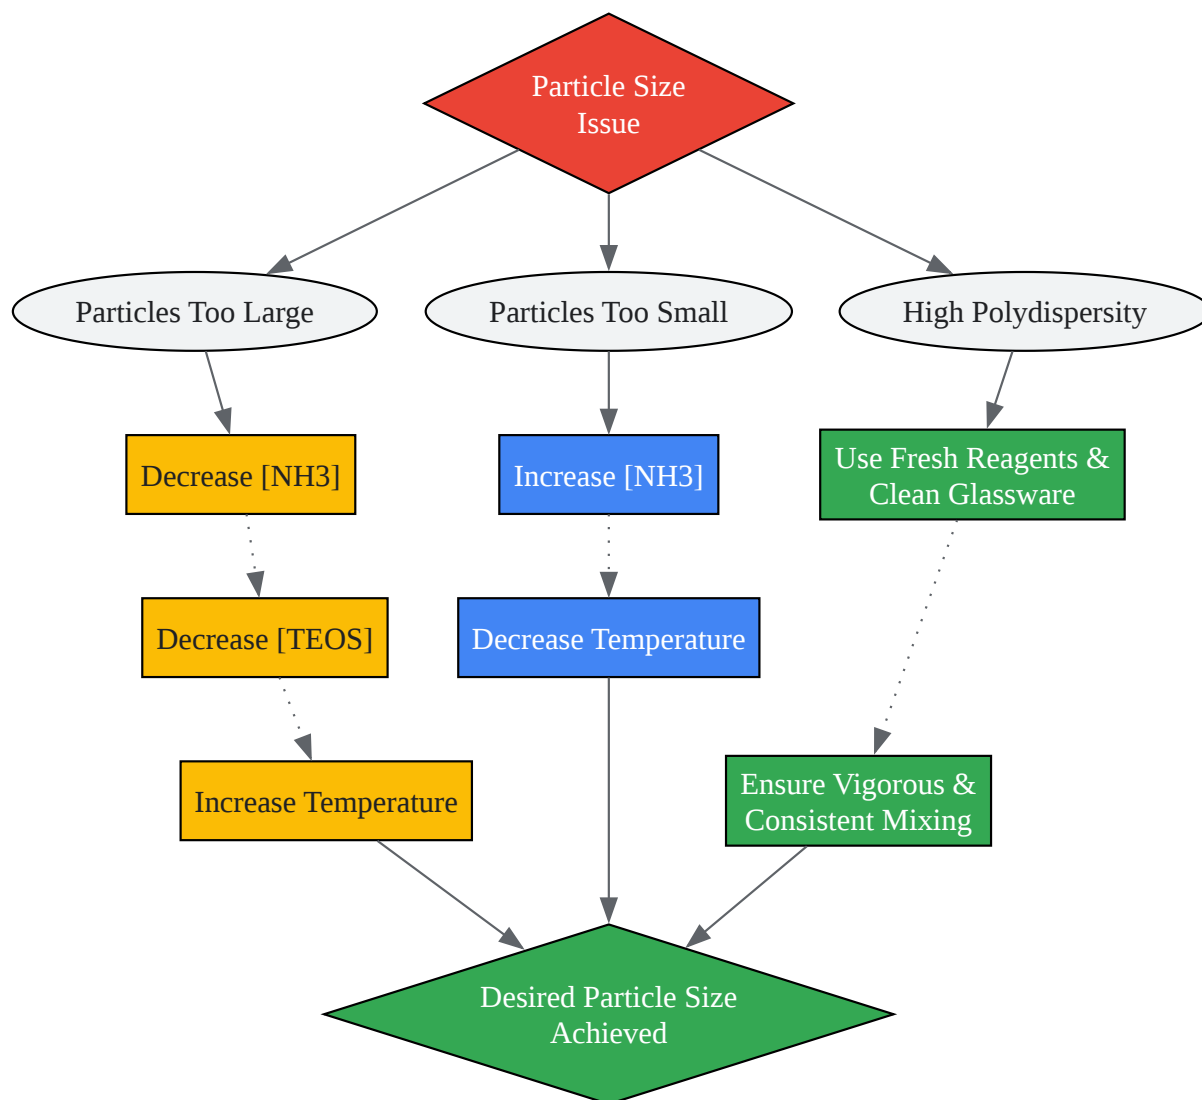 Particle Size
Issue
Particles Too Large
Particles Too Small
High Polydispersity
Decrease [NH3]
Increase [NH3]
Use Fresh Reagents &
Clean Glassware
Decrease [TEOS]
Decrease Temperature
Increase Temperature
Ensure Vigorous &
Consistent Mixing
Desired Particle Size
Achieved